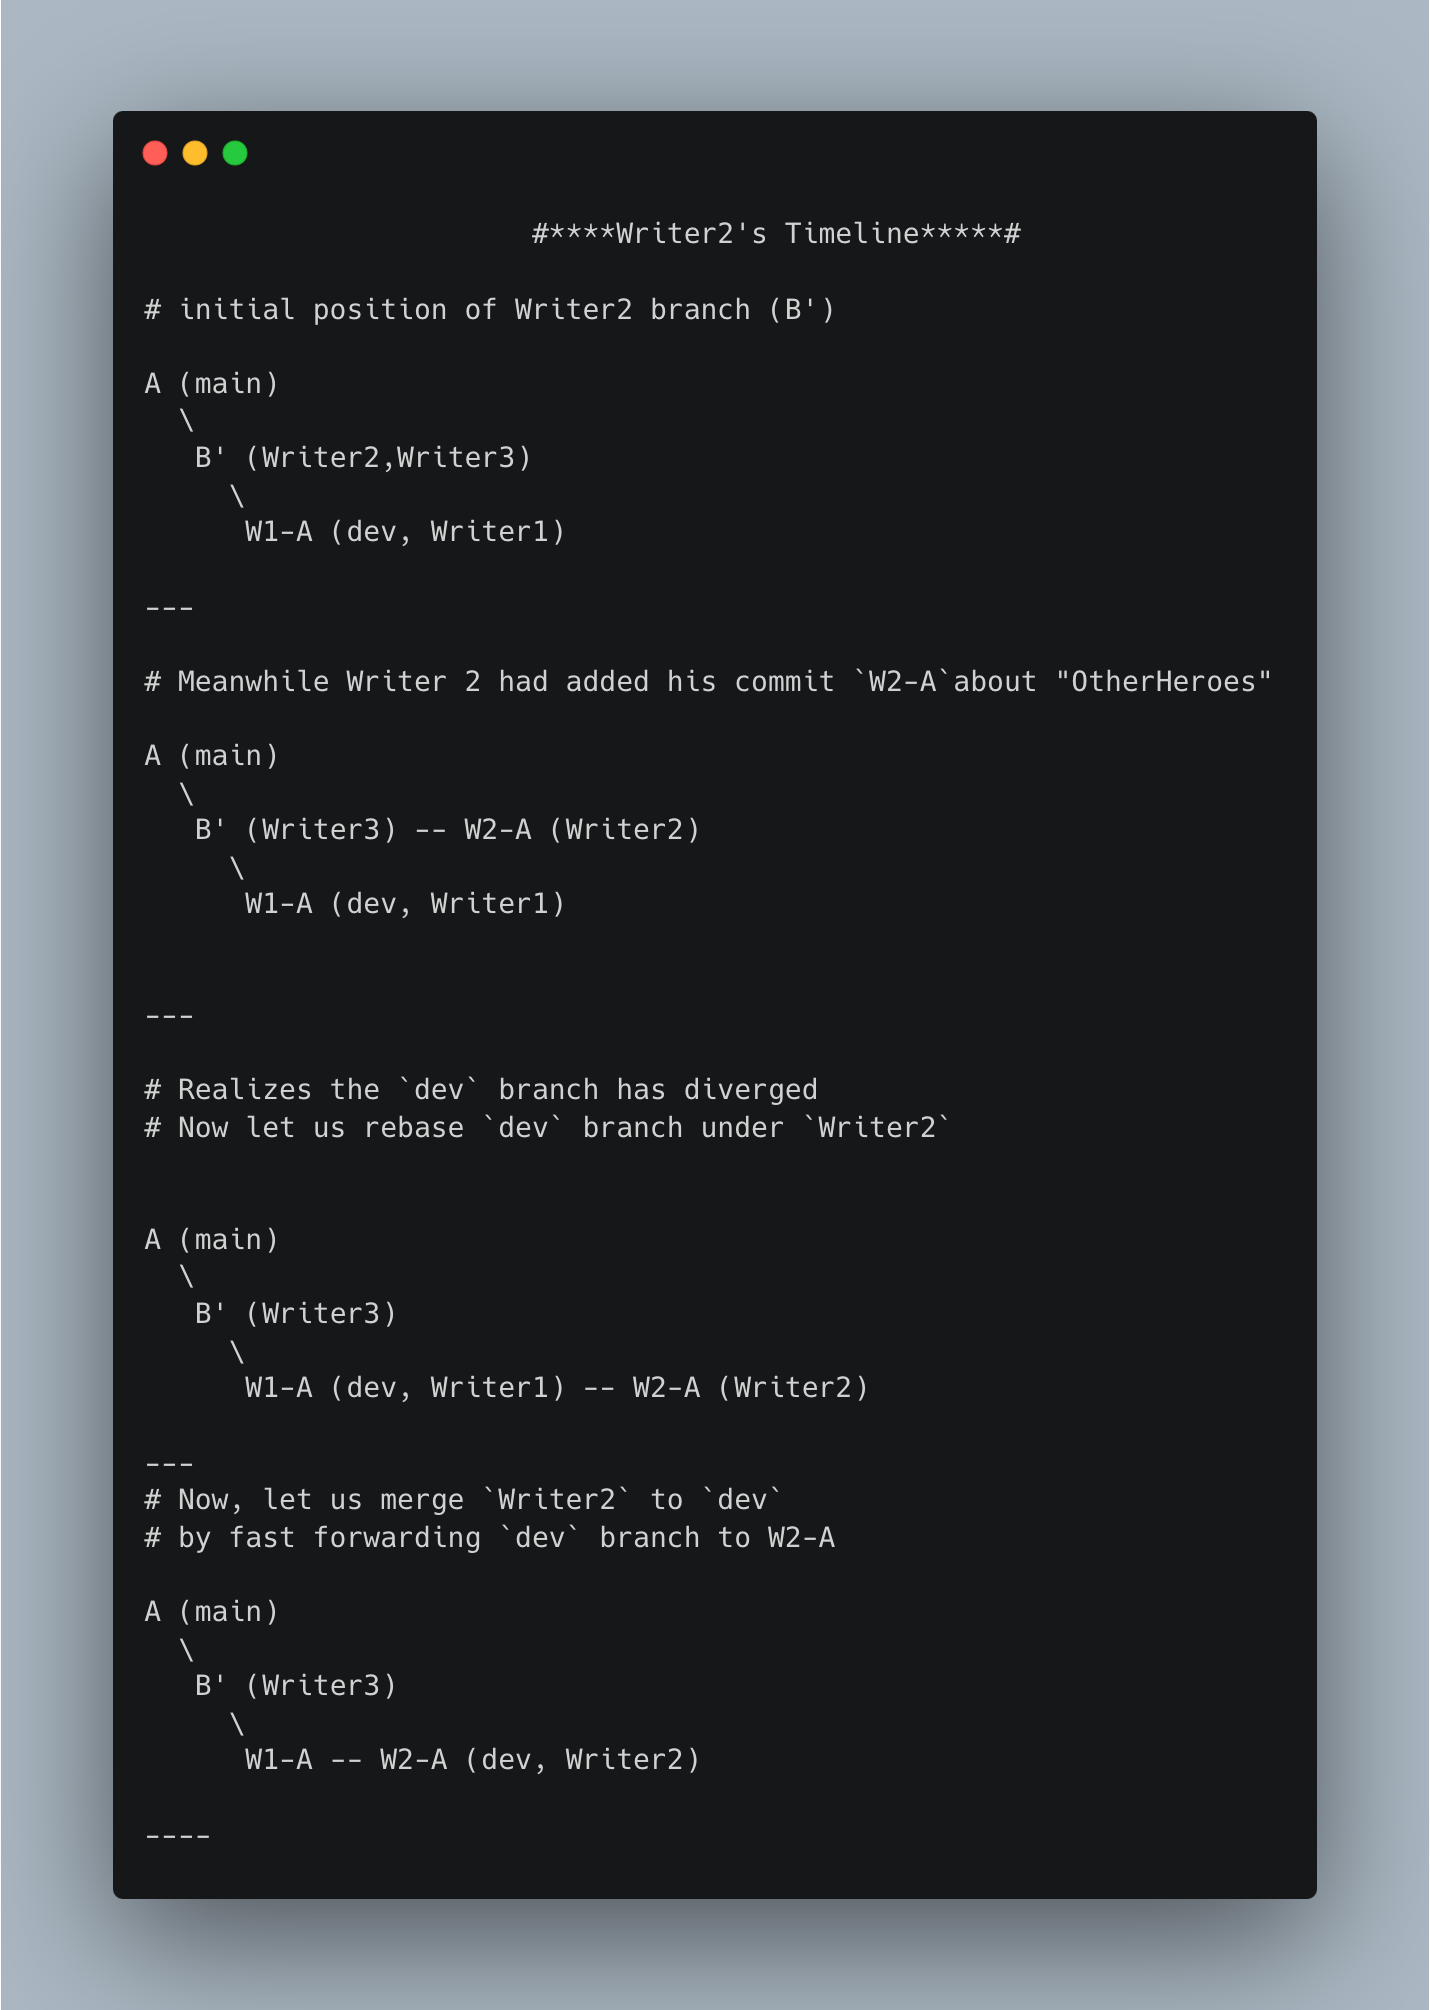 #****Writer2's Timeline*****#
# initial position of Writer2 branch (B')
A (main)
  \
   B' (Writer2,Writer3)
     \
      W1-A (dev, Writer1)
---
# Meanwhile Writer 2 had added his commit `W2-A`about "OtherHeroes"
A (main)
  \
   B' (Writer3) -- W2-A (Writer2)
     \
      W1-A (dev, Writer1)
---
# Realizes the `dev` branch has diverged
# Now let us rebase `dev` branch under `Writer2`
A (main)
  \
   B' (Writer3)
     \
      W1-A (dev, Writer1) -- W2-A (Writer2)
---
# Now, let us merge `Writer2` to `dev`
# by fast forwarding `dev` branch to W2-A
A (main)
  \
   B' (Writer3)
     \
      W1-A -- W2-A (dev, Writer2)
----